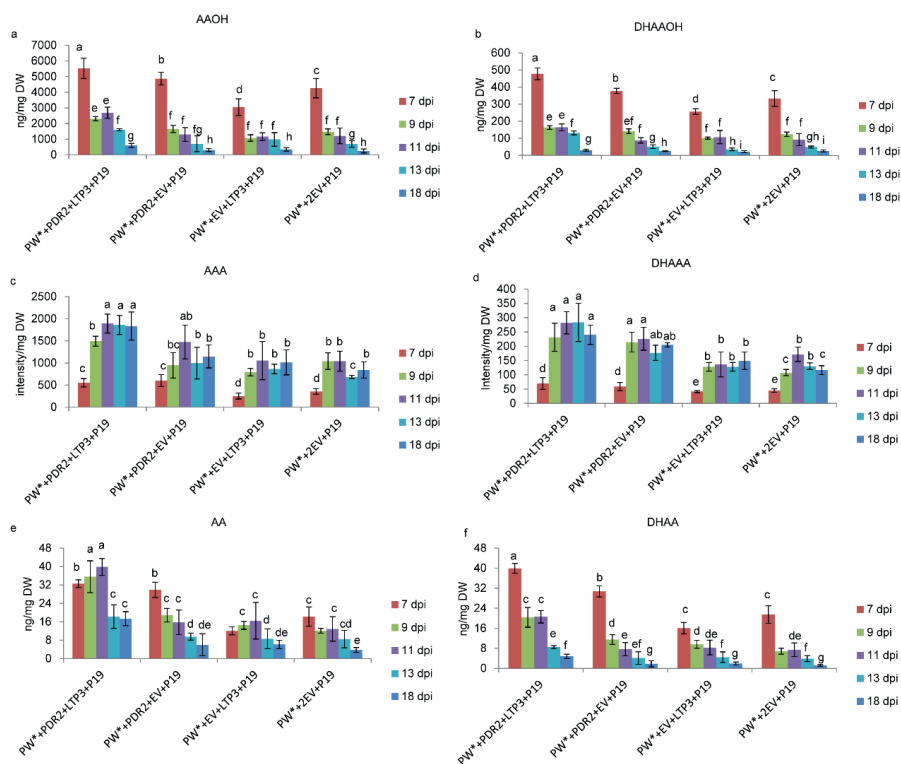 AAOH
a
ng/mg DW
7000
6000
5000
4000
3000
2000
1000
0
a e e f g
b f f fg h
d f f f h
c f f g h
PW*+PDR2+LTP3+P19
PW*+PDR2+EV+P19
PW*+EV+LTP3+P19
PW*+2EV+P19
7 dpi
9 dpi
11 dpi
13 dpi
18 dpi
DHAAOH
b
ng/mg DW
600
500
400
300
200
100
0
a e e f g
b ef f g h
d f f h i
c f f gh i
PW*+PDR2+LTP3+P19
PW*+PDR2+EV+P19
PW*+EV+LTP3+P19
PW*+2EV+P19
7 dpi
9 dpi
11 dpi
13 dpi
18 dpi
AAA
c
intensity/mg DW
2500
2000
1500
1000
500
0
c b a a a
c bc ab b b
d b b b b
d b b c b
PW*+PDR2+LTP3+P19
PW*+PDR2+EV+P19
PW*+EV+LTP3+P19
PW*+2EV+P19
7 dpi
9 dpi
11 dpi
13 dpi
18 dpi
DHAAA
d
Intensity/mg DW
400
350
300
250
200
150
100
50
0
d a a a a
d a a ab ab
e b b b b
e c b b c
PW*+PDR2+LTP3+P19
PW*+PDR2+EV+P19
PW*+EV+LTP3+P19
PW*+2EV+P19
7 dpi
9 dpi
11 dpi
13 dpi
18 dpi
AA
e
ng/mg DW
48
40
32
24
16
8
0
b a a c c
b c c d de
c c c d de
c c c cd e
PW*+PDR2+LTP3+P19
PW*+PDR2+EV+P19
PW*+EV+LTP3+P19
PW*+2EV+P19
7 dpi
9 dpi
11 dpi
13 dpi
18 dpi
DHAA
f
ng/mg DW
48
40
32
24
16
8
0
a c c e f
b d e ef g
c e de f g
c de e g
PW*+PDR2+LTP3+P19
PW*+PDR2+EV+P19
PW*+EV+LTP3+P19
PW*+2EV+P19
7 dpi
9 dpi
11 dpi
13 dpi
18 dpi